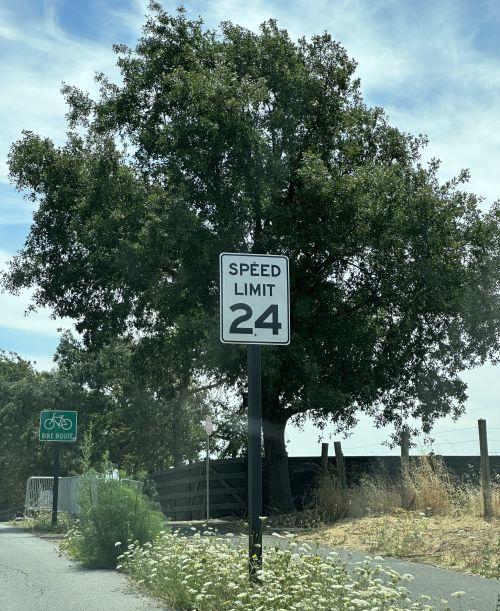 SPEED
LIMIT
24
BIKE ROUTE